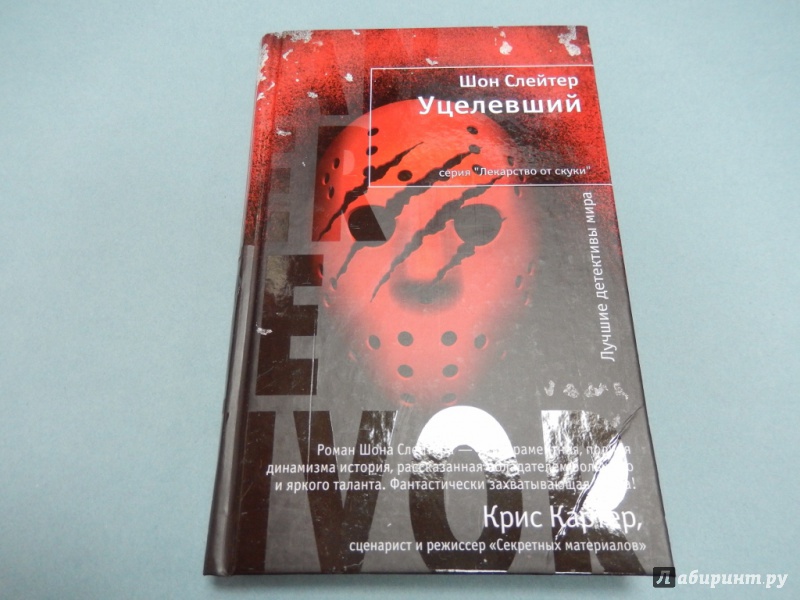 Шон Слейтер
Уцелевший
серия "Лекарство от скуки"
Лучшие детективы мира
R
E
IVOR
Роман Шона
динамизма история, рассказанная
и яркого таланта. Фантастически захватывающая
Крис Картер,
сценарист и режиссер «Секретных материалов»
Лабиринт.ру